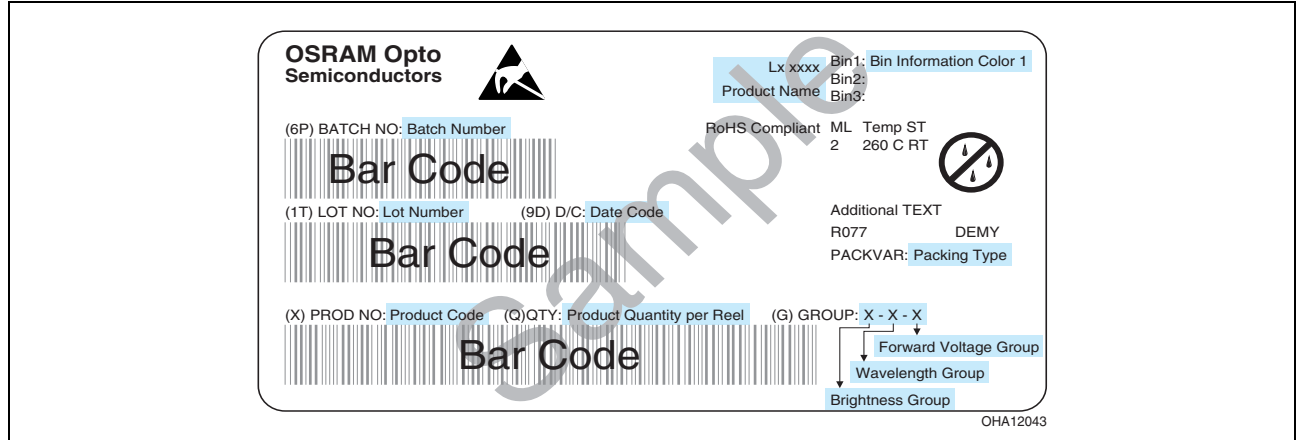 OSRAM Opto
Semiconductors
Lx xxxx
Product Name
Bin1: Bin Information Color 1
Bin2:
Bin3:
(6P) BATCH NO: Batch Number
Bar Code
RoHS Compliant
ML Temp ST
2 260 C RT
(1T) LOT NO: Lot Number (9D) D/C: Date Code
Bar Code
Additional TEXT
R077 DEMY
PACKVAR: Packing Type
(X) PROD NO: Product Code (Q)QTY: Product Quantity per Reel (G) GROUP: X - X - X
Bar Code
Forward Voltage Group
Wavelength Group
Brightness Group
Sample
OHA12043